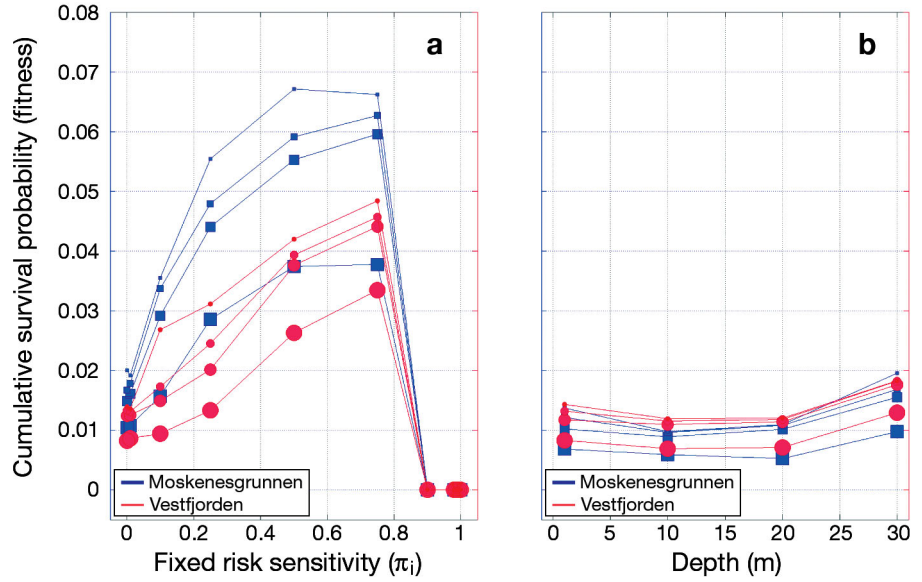 Cumulative survival probability (fitness)
0.08
0.07
0.06
0.05
0.04
0.03
0.02
0.01
0
a
Moskenesgrunnen
Vestfjorden
0 0.2 0.4 0.6 0.8 1
Fixed risk sensitivity (πi)
b
Moskenesgrunnen
Vestfjorden
0 5 10 15 20 25 30
Depth (m)